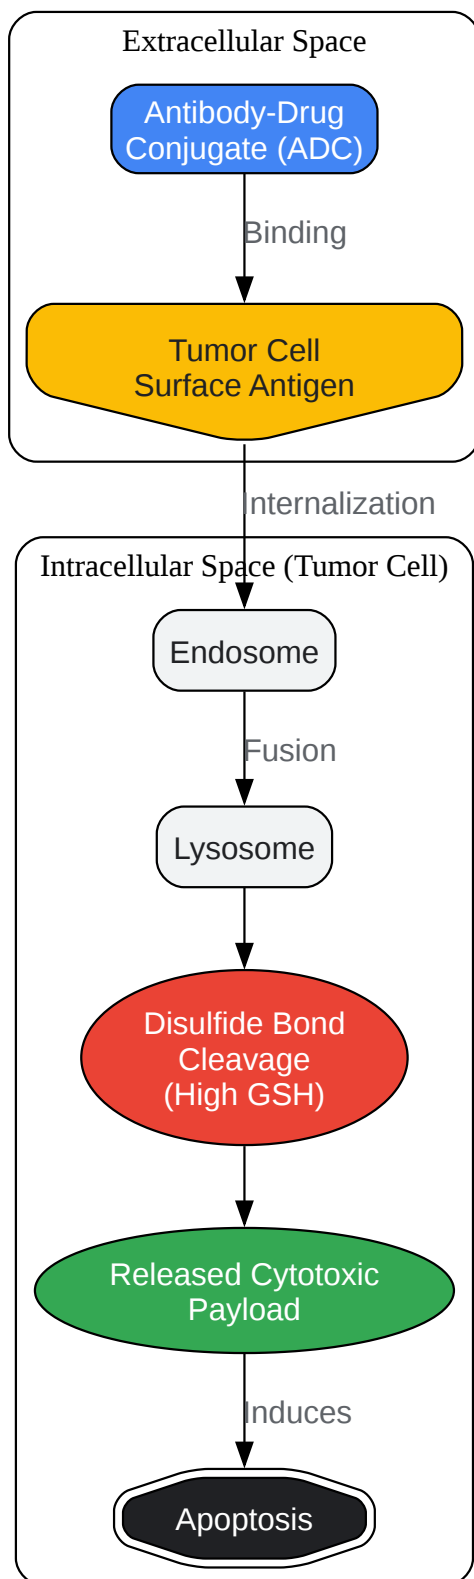 Extracellular Space
Antibody-Drug
Conjugate (ADC)
Binding
Tumor Cell
Surface Antigen
Internalization
Intracellular Space (Tumor Cell)
Endosome
Fusion
Lysosome
Disulfide Bond
Cleavage
(High GSH)
Released Cytotoxic
Payload
Induces
Apoptosis